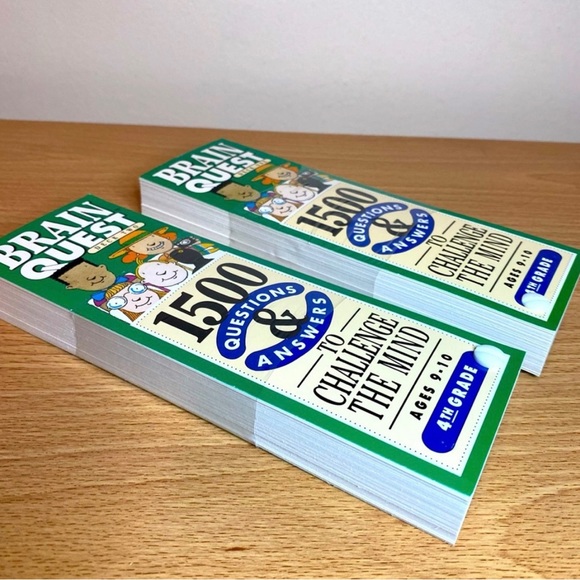 BRAIN
QUEST
1500
QUESTIONS
&
ANSWERS
TO
CHALLENGE
THE MIND
AGES 9-10
4TH GRADE
BRAIN
QUEST
1500
QUESTIONS
&
ANSWERS
TO
CHALLENGE
THE MIND
AGES 9-10
4TH GRADE